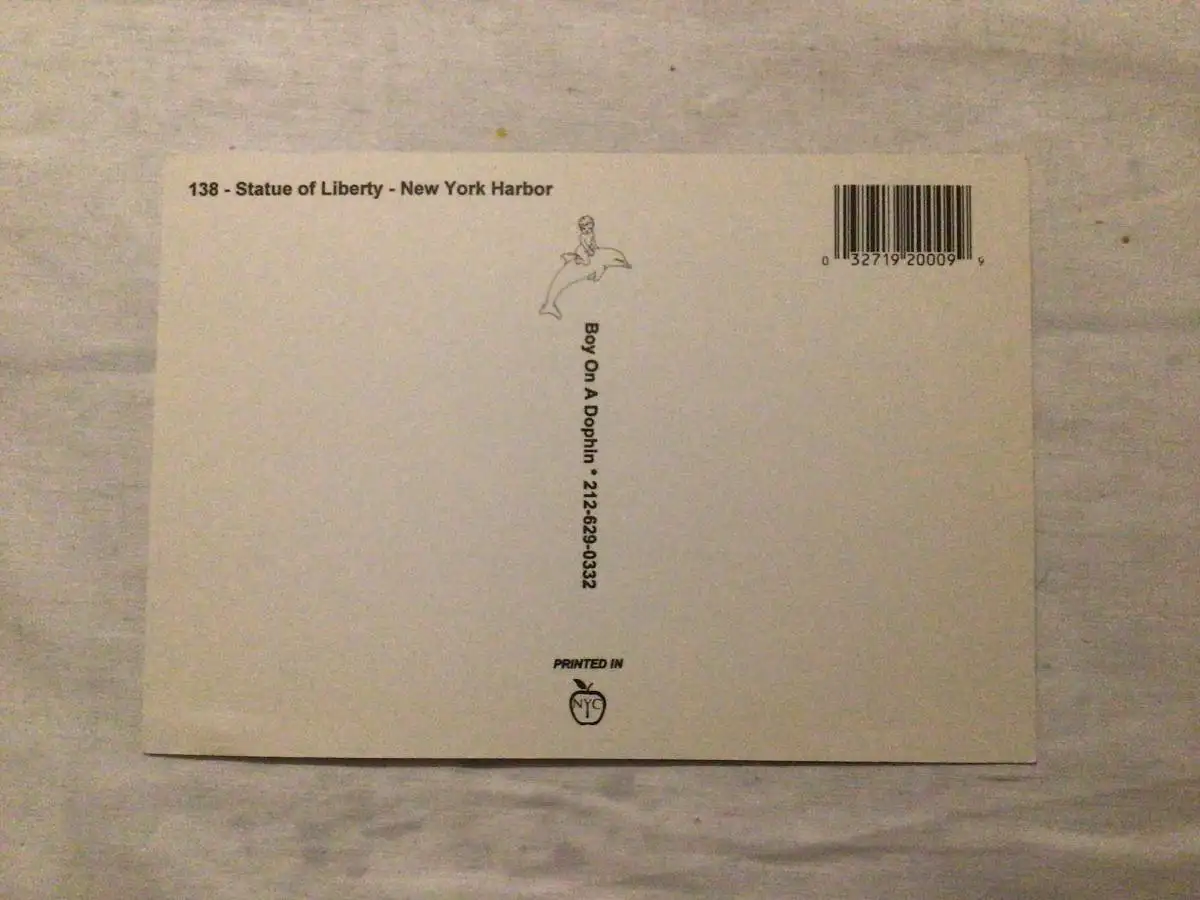 138 - Statue of Liberty - New York Harbor
0 32719 20009 9
Boy On A Dophin * 212-629-0332
PRINTED IN
NYC